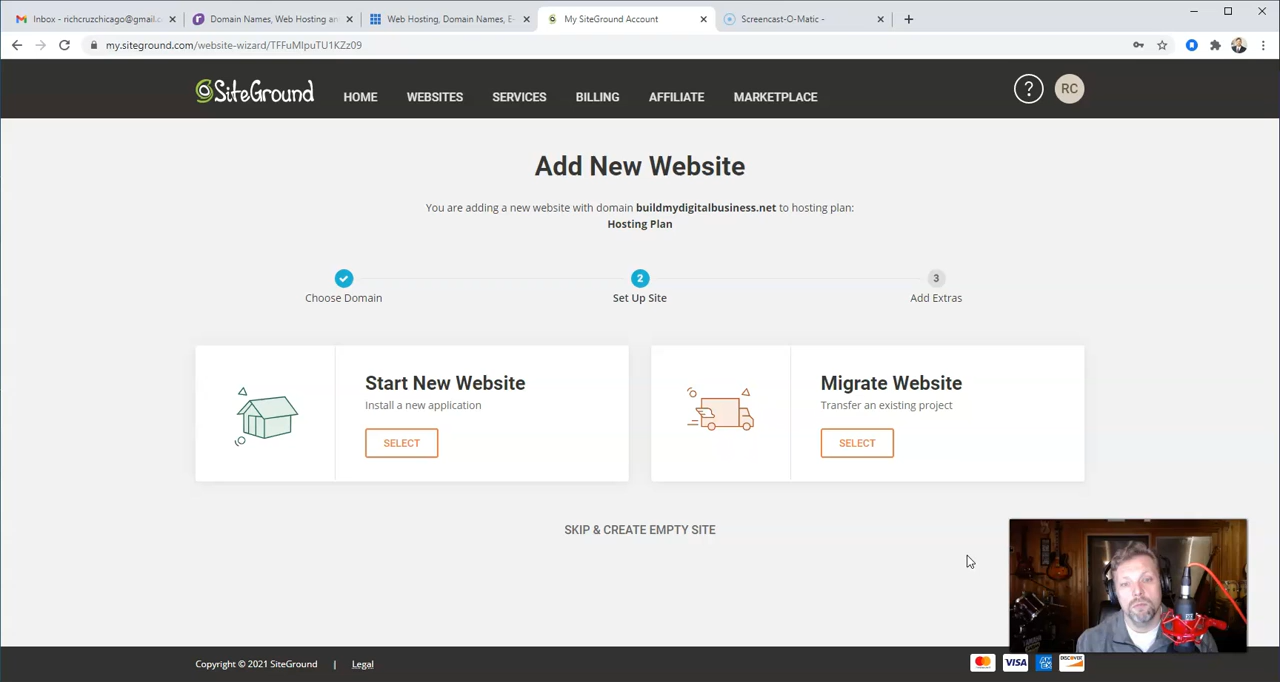 Inbox - richcruzchicago@gmail.c
Domain Names, Web Hosting an
Web Hosting, Domain Names, E-
My SiteGround Account
Screencast-O-Matic -
my.siteground.com/website-wizard/TFFuMlpuTU1KZz09
SiteGround
HOME
WEBSITES
SERVICES
BILLING
AFFILIATE
MARKETPLACE
?
RC
Add New Website
You are adding a new website with domain buildmydigitalbusiness.net to hosting plan:
Hosting Plan
2
3
Choose Domain
Set Up Site
Add Extras
Start New Website
Install a new application
SELECT
Migrate Website
Transfer an existing project
SELECT
SKIP & CREATE EMPTY SITE
Copyright © 2021 SiteGround | Legal
VISA
DISCOVER